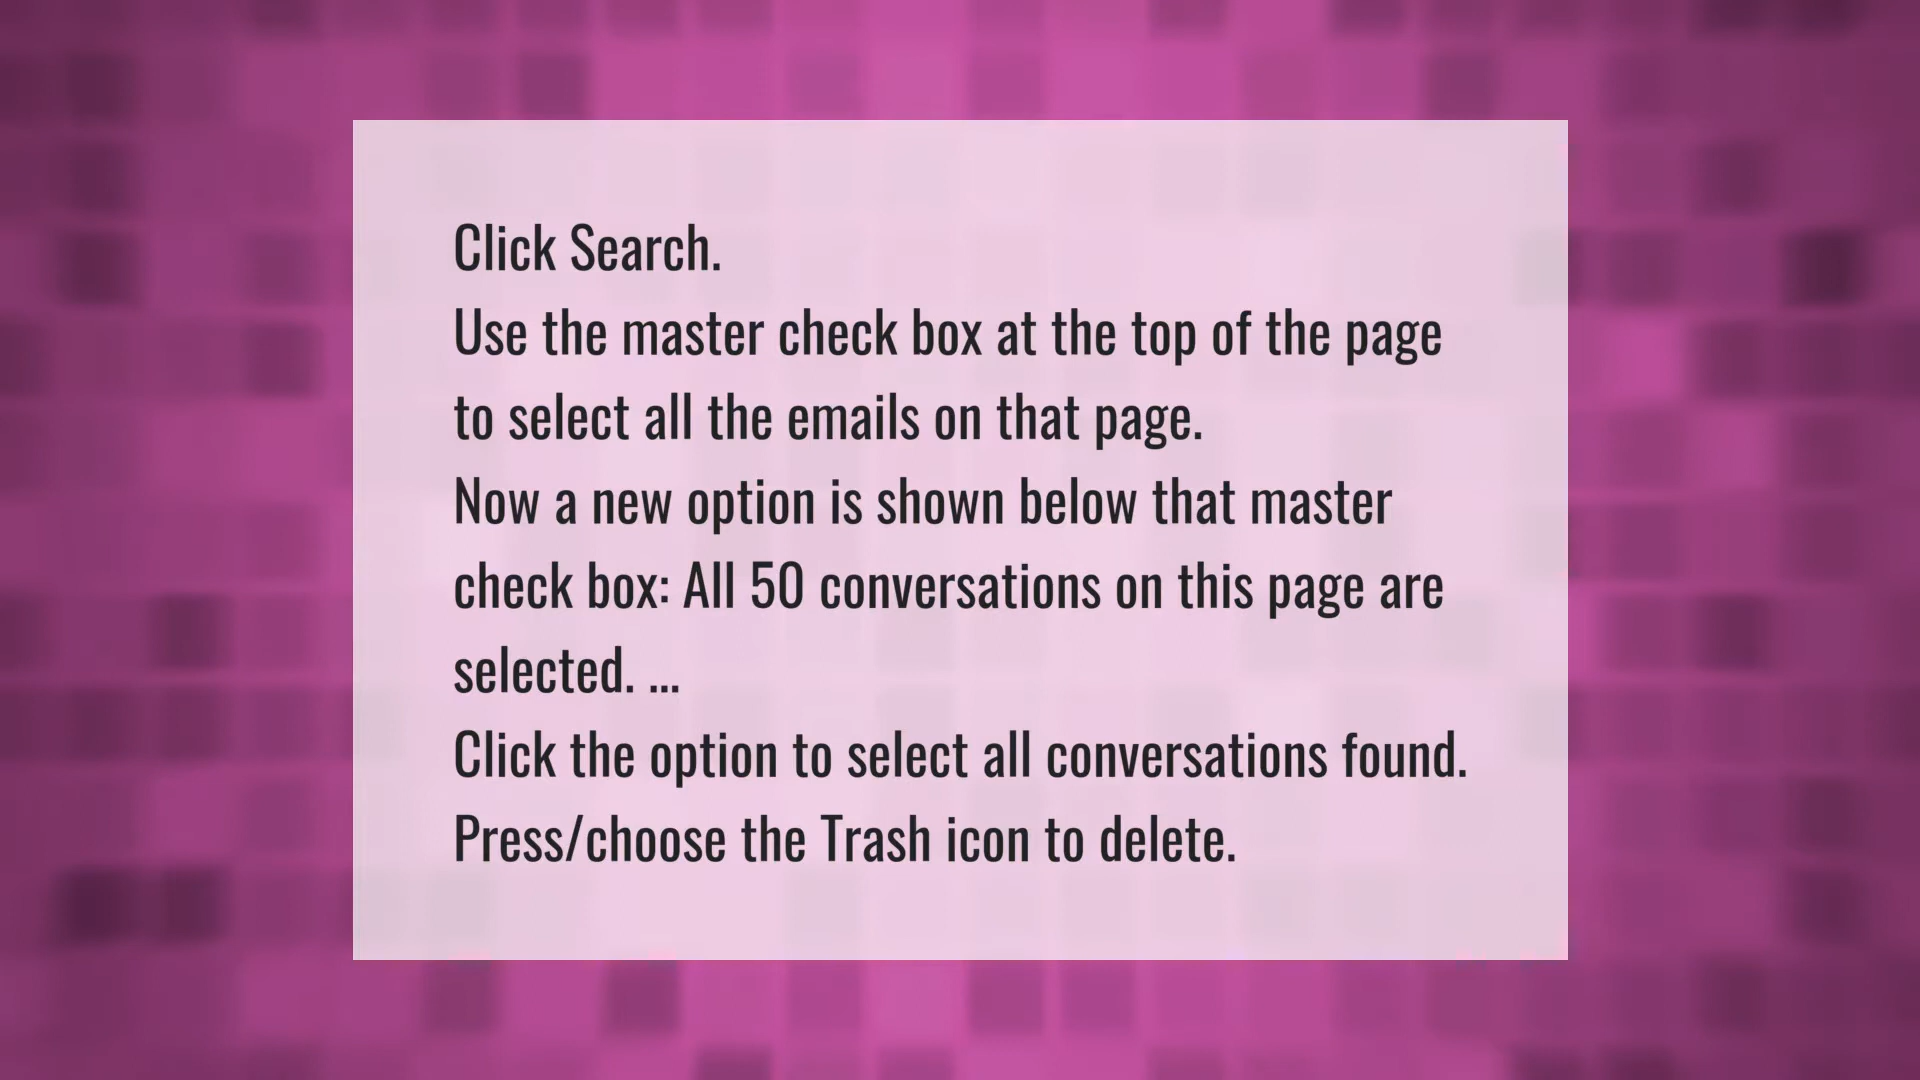 Click Search.
Use the master check box at the top of the page
to select all the emails on that page.
Now a new option is shown below that master
check box: All 50 conversations on this page are
selected. ...
Click the option to select all conversations found.
Press/choose the Trash icon to delete.